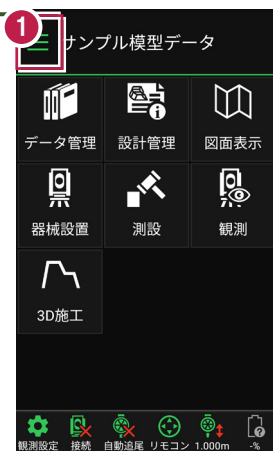 1
サンプル模型データ
データ管理 設計管理 図面表示
器械設置 測設 観測
3D施工
観測設定 接続 自動追尾 リモコン 1.000m -%